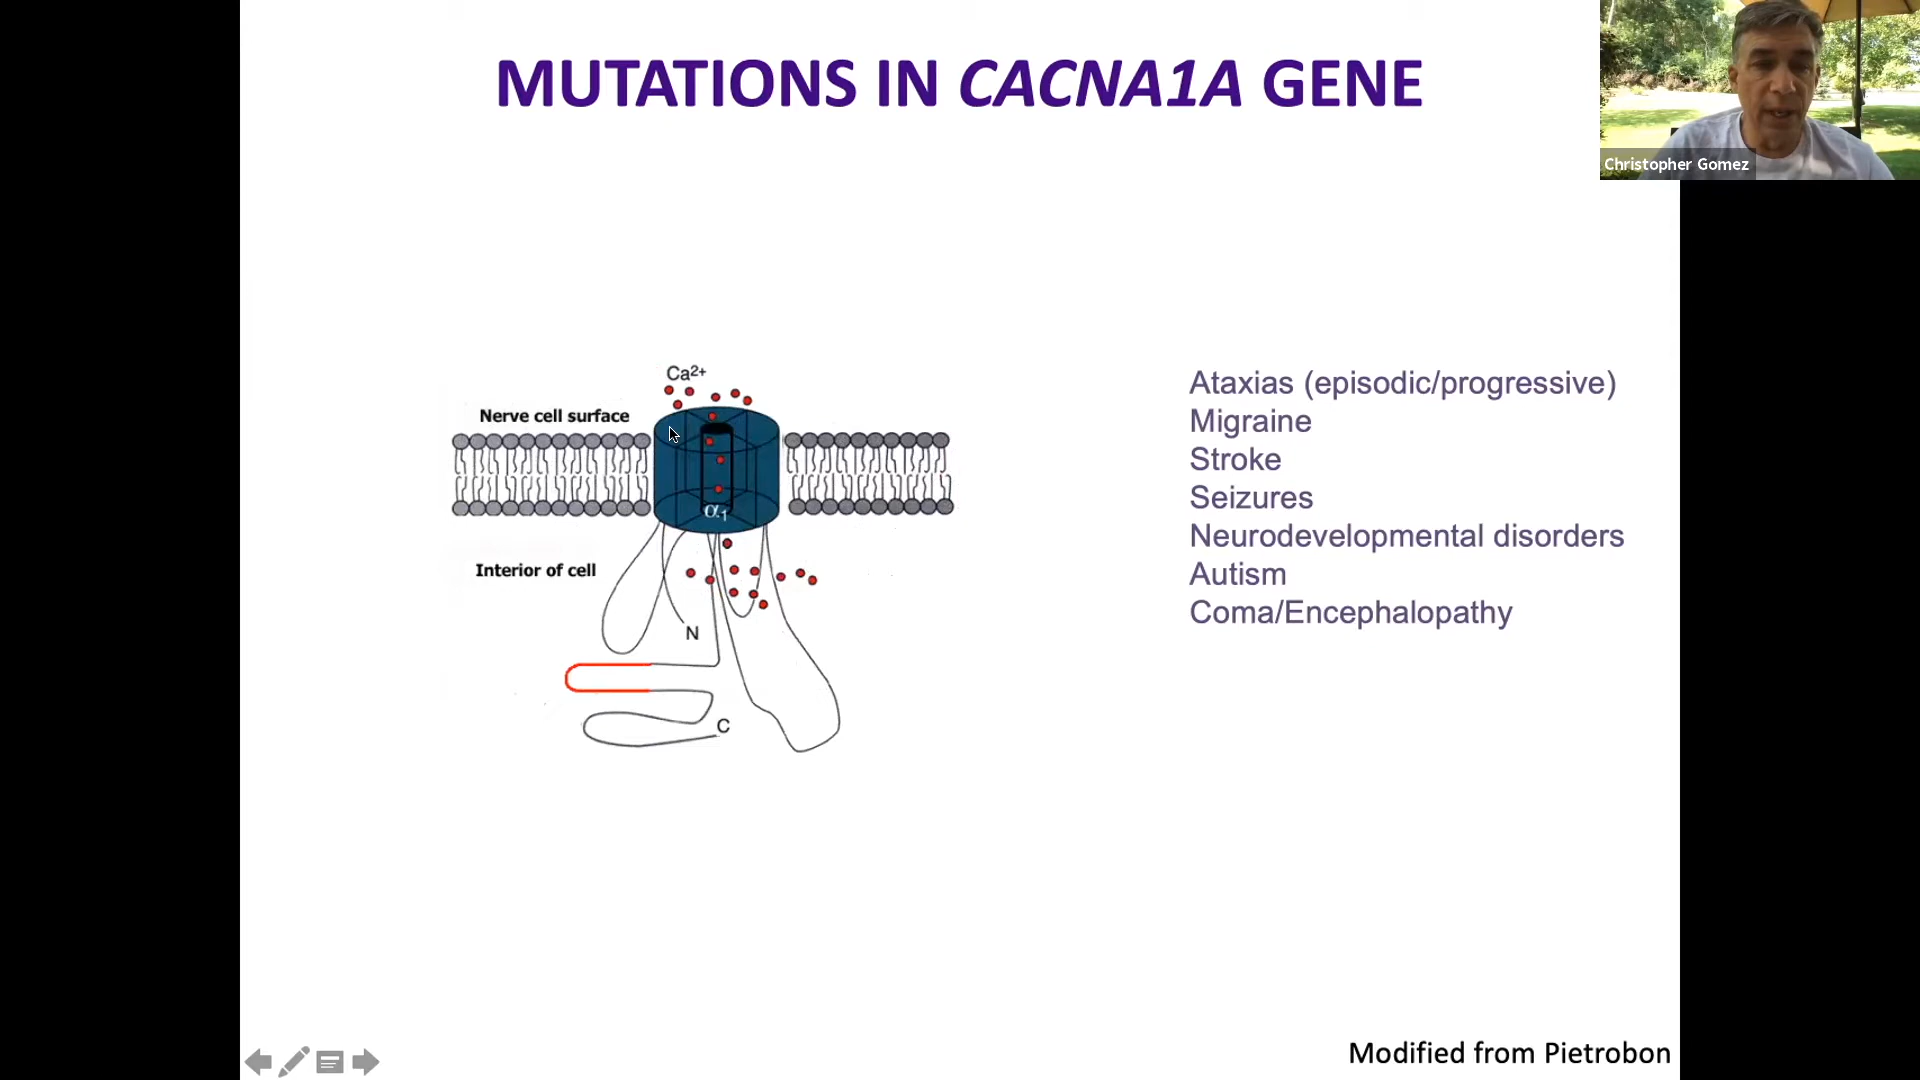 MUTATIONS IN CACNA1A GENE
Christopher Gomez
Ca2+
Nerve cell surface
α1
Interior of cell
N
C
Ataxias (episodic/progressive)
Migraine
Stroke
Seizures
Neurodevelopmental disorders
Autism
Coma/Encephalopathy
Modified from Pietrobon